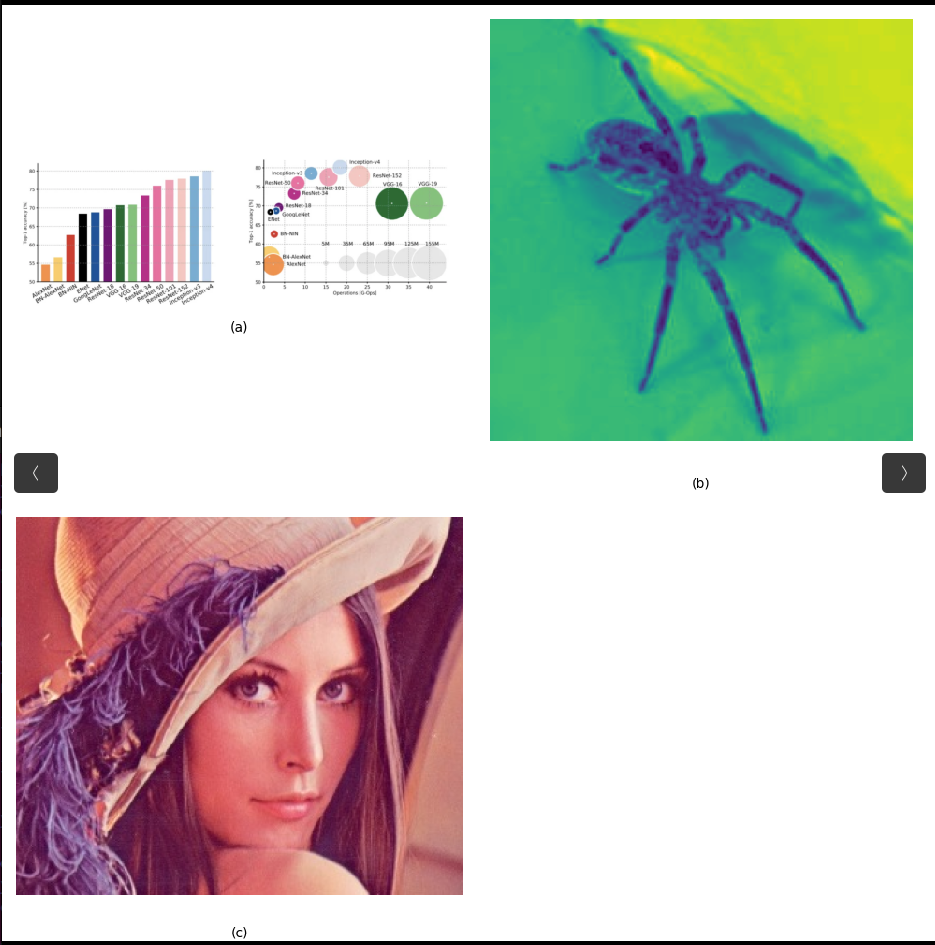 80
75
70
65
60
55
50
Top-1 accuracy [%]
AlexNet
BN-AlexNet
BN-NIN
ENet
GoogLeNet
ResNet-18
VGG-16
VGG-19
ResNet-34
ResNet-50
ResNet-101
ResNet-152
Inception-v3
Inception-v4
80
75
70
65
60
55
50
Top-1 accuracy [%]
Inception-v4
Inception-v3
ResNet-152
ResNet-50
ResNet-101
VGG-16 VGG-19
ResNet-34
ResNet-18
GoogLeNet
ENet
BN-NIN
5M 35M 65M 95M 125M 155M
BN-AlexNet
AlexNet
0 5 10 15 20 25 30 35 40
Operations [G-Ops]
(a)
(b)
(c)